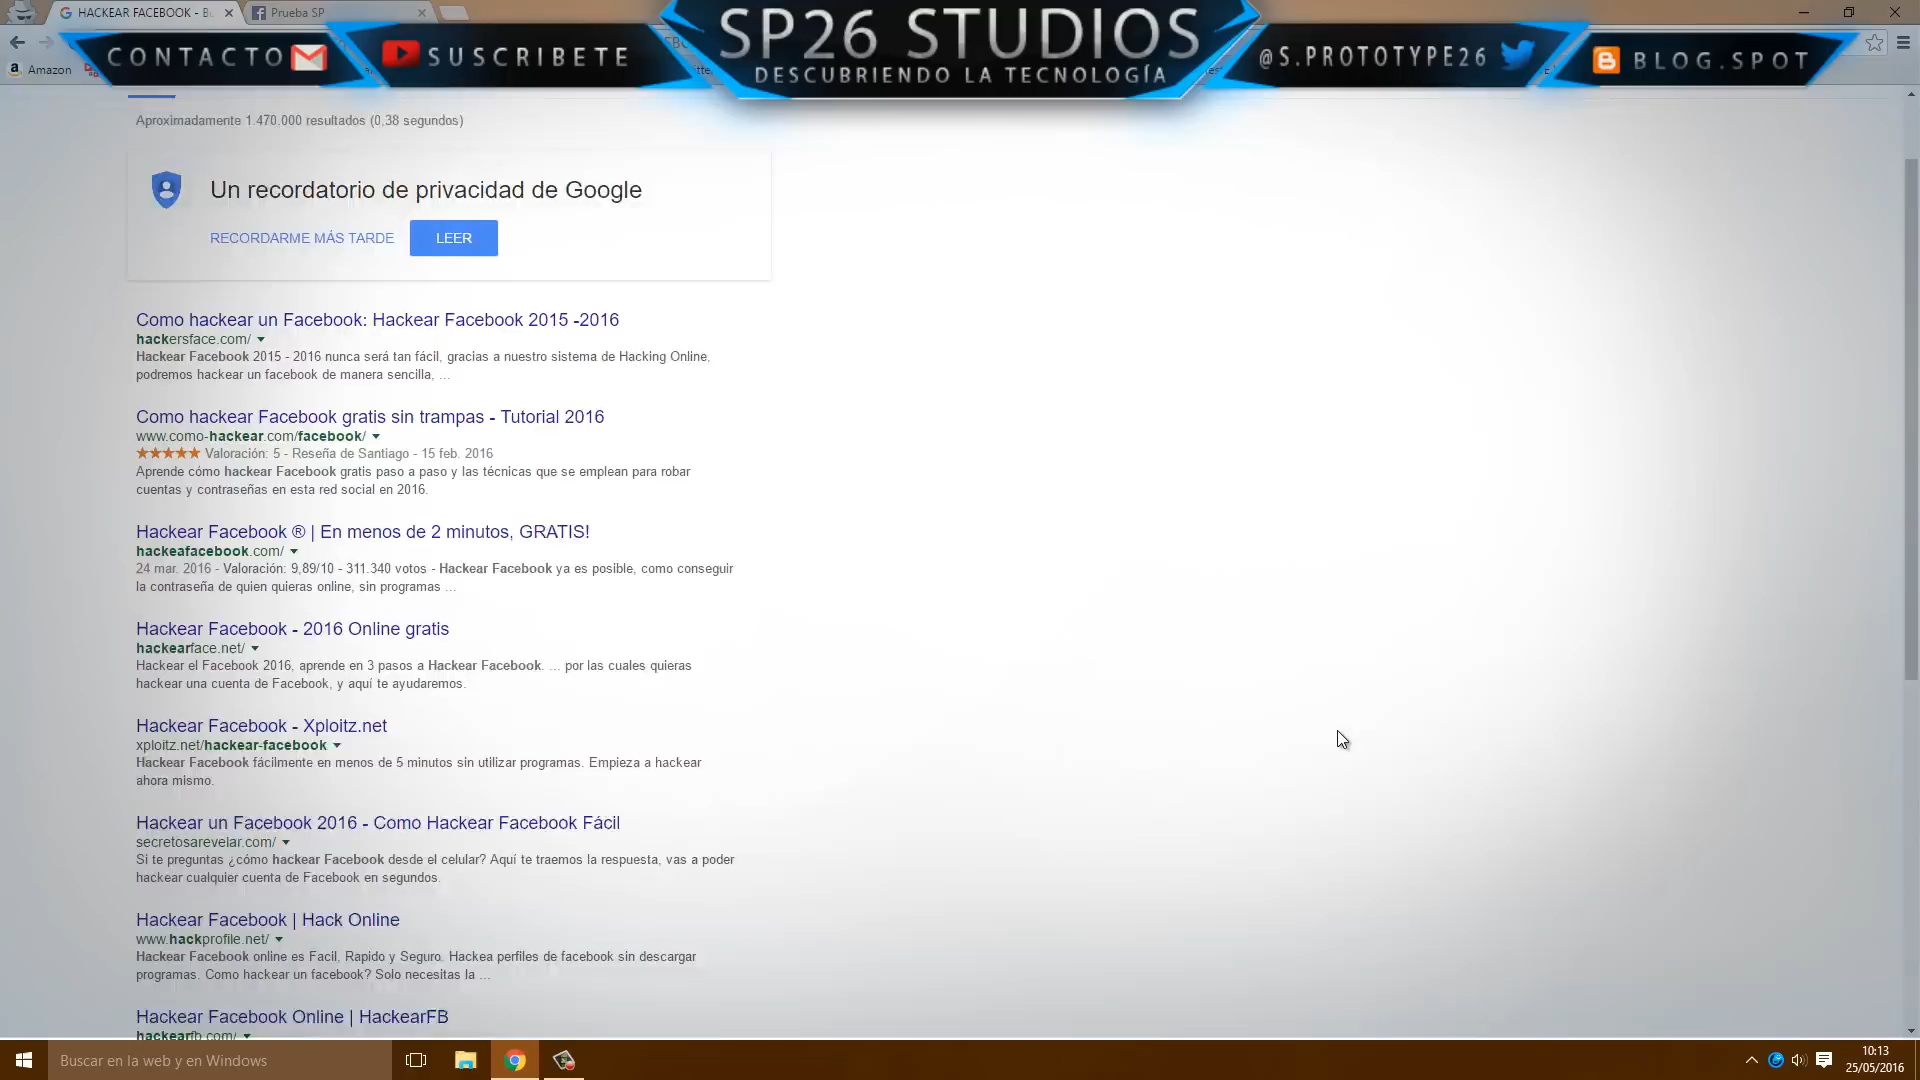 HACKEAR FACEBOOK - B
Prueba SP
CONTACTO
SUSCRIBETE
SP26 STUDIOS
DESCUBRIENDO LA TECNOLOGÍA
@S.PROTOTYPE26
BLOG.SPOT
Amazon
Aproximadamente 1.470.000 resultados (0,38 segundos)
Un recordatorio de privacidad de Google
RECORDARME MÁS TARDE
LEER
Como hackear un Facebook: Hackear Facebook 2015 -2016
hackersface.com/
Hackear Facebook 2015 - 2016 nunca será tan fácil, gracias a nuestro sistema de Hacking Online,
podremos hackear un facebook de manera sencilla, ...
Como hackear Facebook gratis sin trampas - Tutorial 2016
www.como-hackear.com/facebook/
Valoración: 5 - Reseña de Santiago - 15 feb. 2016
Aprende cómo hackear Facebook gratis paso a paso y las técnicas que se emplean para robar
cuentas y contraseñas en esta red social en 2016.
Hackear Facebook ® | En menos de 2 minutos, GRATIS!
hackeafacebook.com/
24 mar. 2016 - Valoración: 9,89/10 - 311.340 votos - Hackear Facebook ya es posible, como conseguir
la contraseña de quien quieras online, sin programas ...
Hackear Facebook - 2016 Online gratis
hackearface.net/
Hackear el Facebook 2016, aprende en 3 pasos a Hackear Facebook. ... por las cuales quieras
hackear una cuenta de Facebook, y aquí te ayudaremos.
Hackear Facebook - Xploitz.net
xploitz.net/hackear-facebook
Hackear Facebook fácilmente en menos de 5 minutos sin utilizar programas. Empieza a hackear
ahora mismo.
Hackear un Facebook 2016 - Como Hackear Facebook Fácil
secretosarevelar.com/
Si te preguntas ¿cómo hackear Facebook desde el celular? Aquí te traemos la respuesta, vas a poder
hackear cualquier cuenta de Facebook en segundos.
Hackear Facebook | Hack Online
www.hackprofile.net/
Hackear Facebook online es Facil, Rapido y Seguro. Hackea perfiles de facebook sin descargar
programas. Como hackear un facebook? Solo necesitas la ...
Hackear Facebook Online | HackearFB
hackearfb.com/
Buscar en la web y en Windows
10:13
25/05/2016